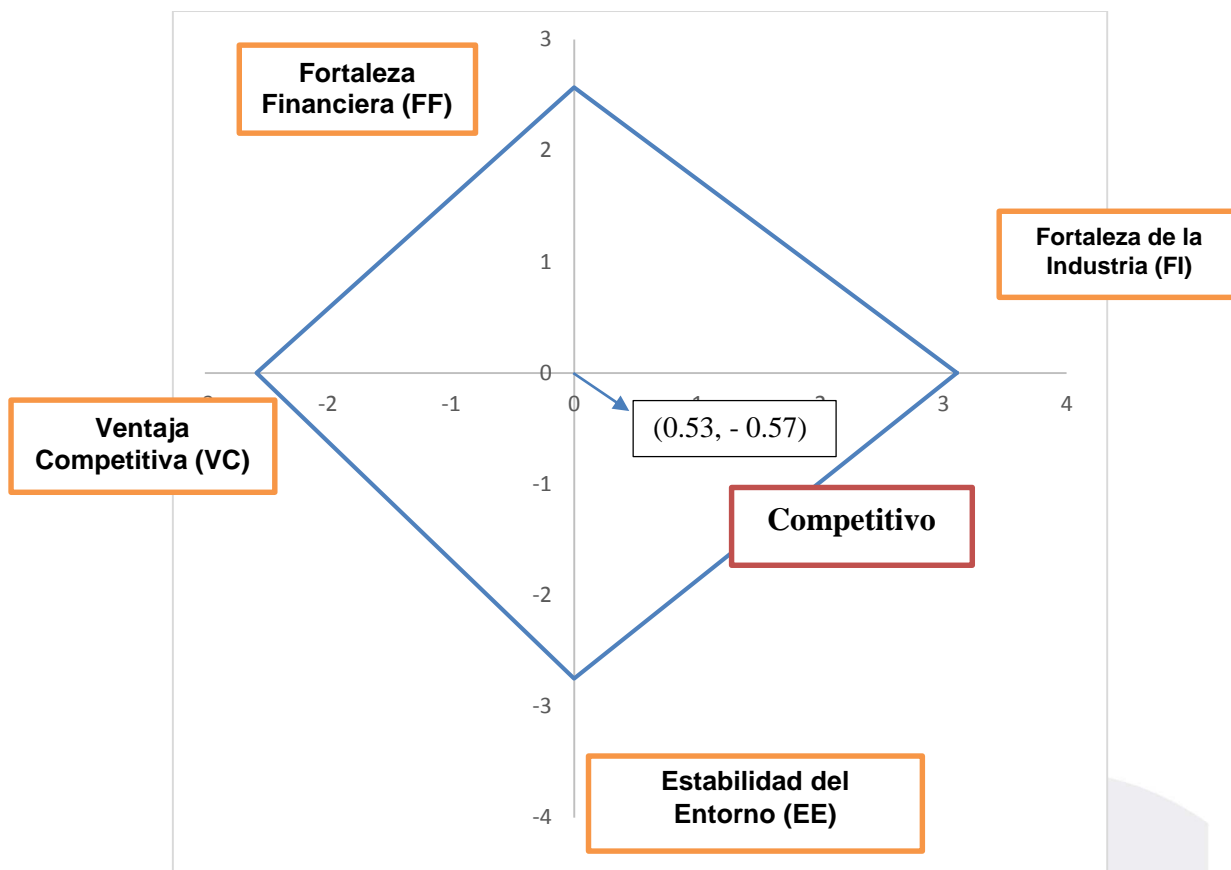 3
Fortaleza
Financiera (FF)
2
Fortaleza de la
Industria (FI)
1
0
-2
-1
0
3
4
Ventaja
Competitiva (VC)
(0.53, - 0.57)
-1
Competitivo
-2
-3
Estabilidad del
Entorno (EE)
-4